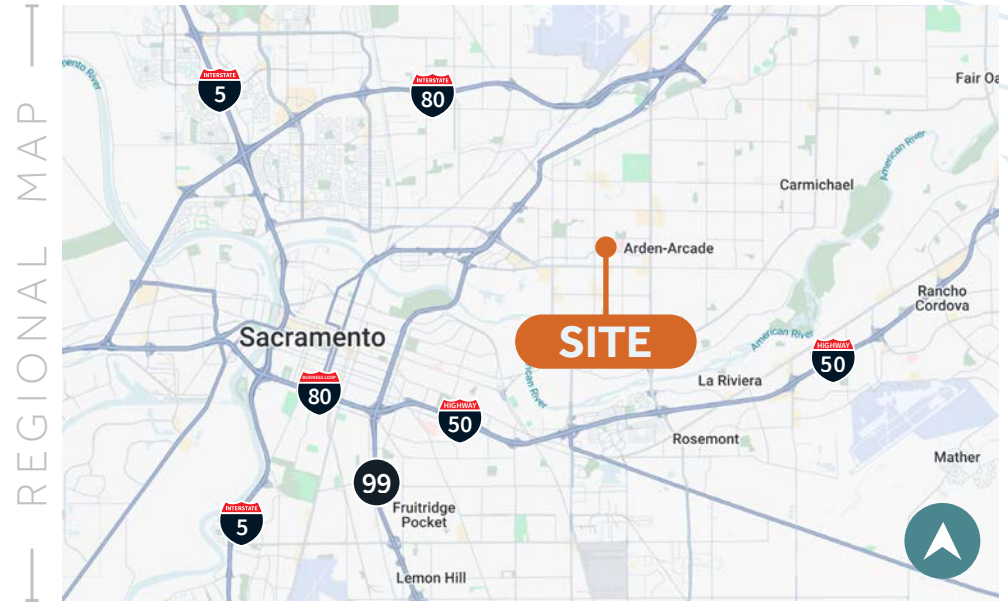 REGIONAL MAP
INTERSTATE
5
INTERSTATE
80
Fair Oa
American River
Carmichael
Arden-Arcade
Rancho
Cordova
Sacramento
SITE
American River
HIGHWAY
50
La Riviera
BUSINESS LOOP
80
HIGHWAY
50
Rosemont
Mather
99
Fruitridge
Pocket
INTERSTATE
5
Lemon Hill